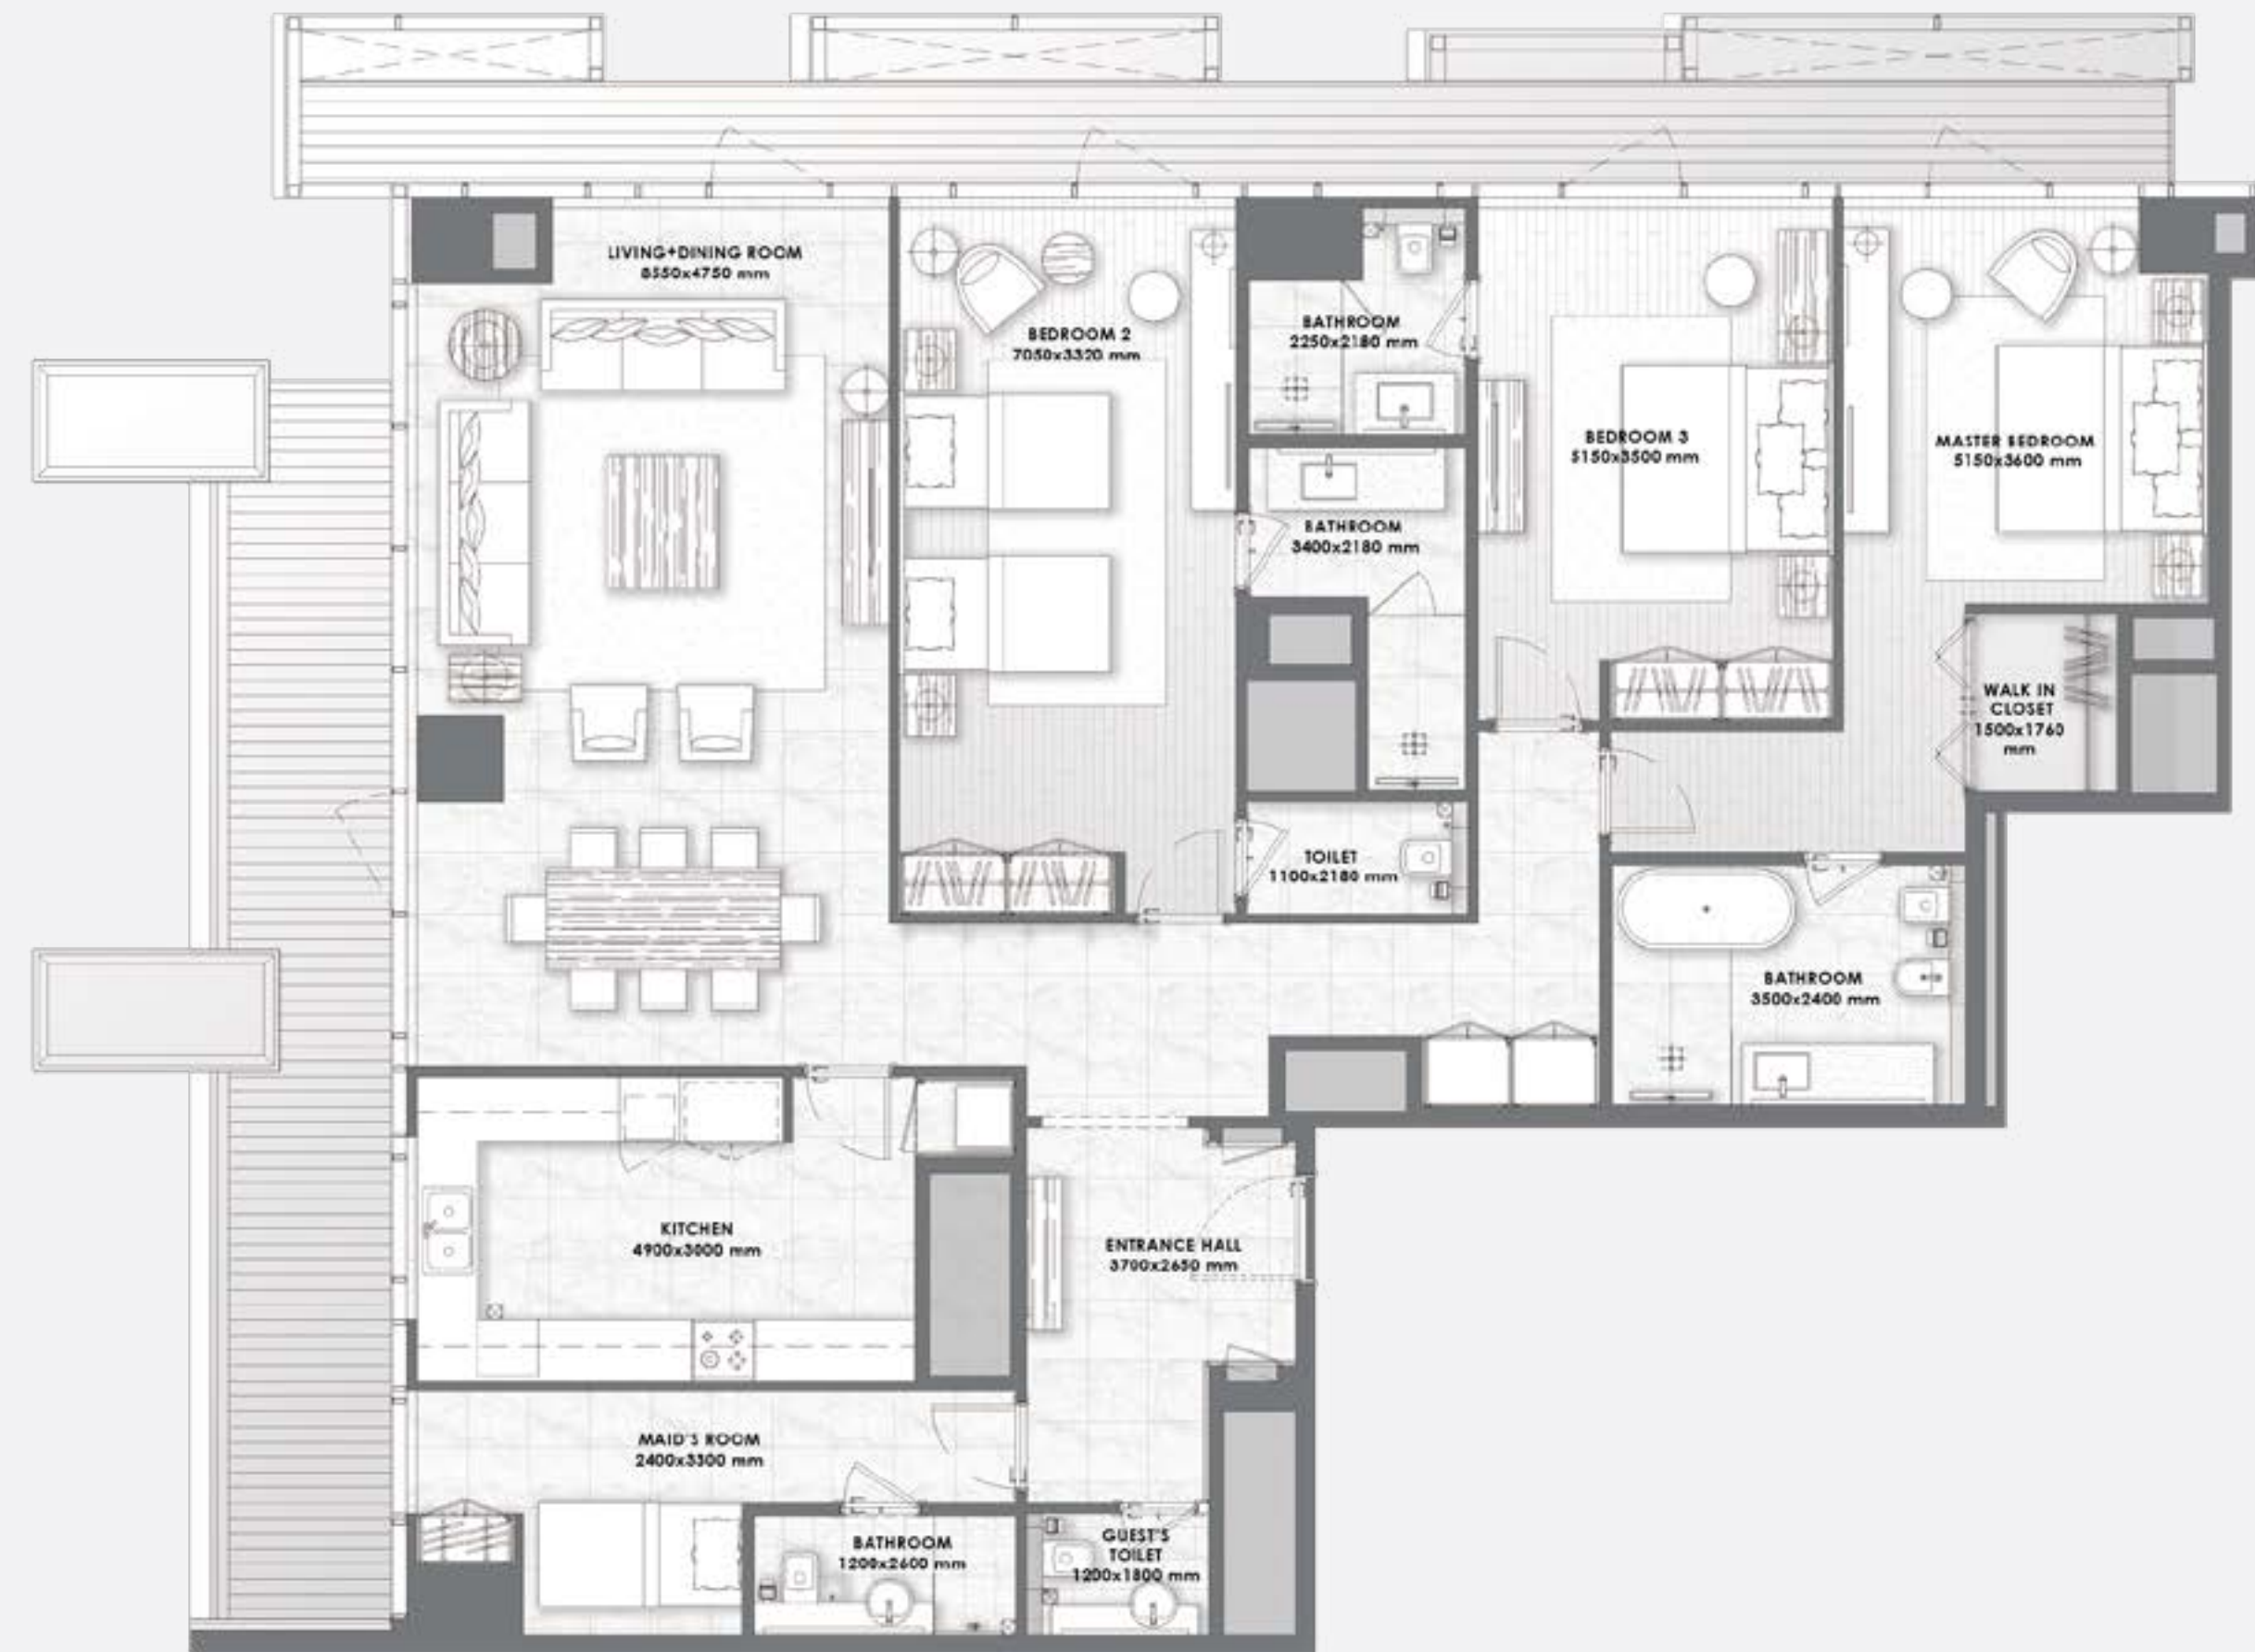 LIVING+DINING ROOM
8550x4750 mm
BEDROOM 2
7050x3320 mm
BATHROOM
2250x2180 mm
BEDROOM 3
5150x3500 mm
MASTER BEDROOM
5150x3600 mm
BATHROOM
3400x2180 mm
WALK IN
CLOSET
1500x1760
mm
TOILET
1100x2180 mm
BATHROOM
3500x2400 mm
KITCHEN
4900x3000 mm
ENTRANCE HALL
3700x2650 mm
MAID'S ROOM
2400x3300 mm
BATHROOM
1200x2600 mm
GUEST'S
TOILET
1200x1800 mm